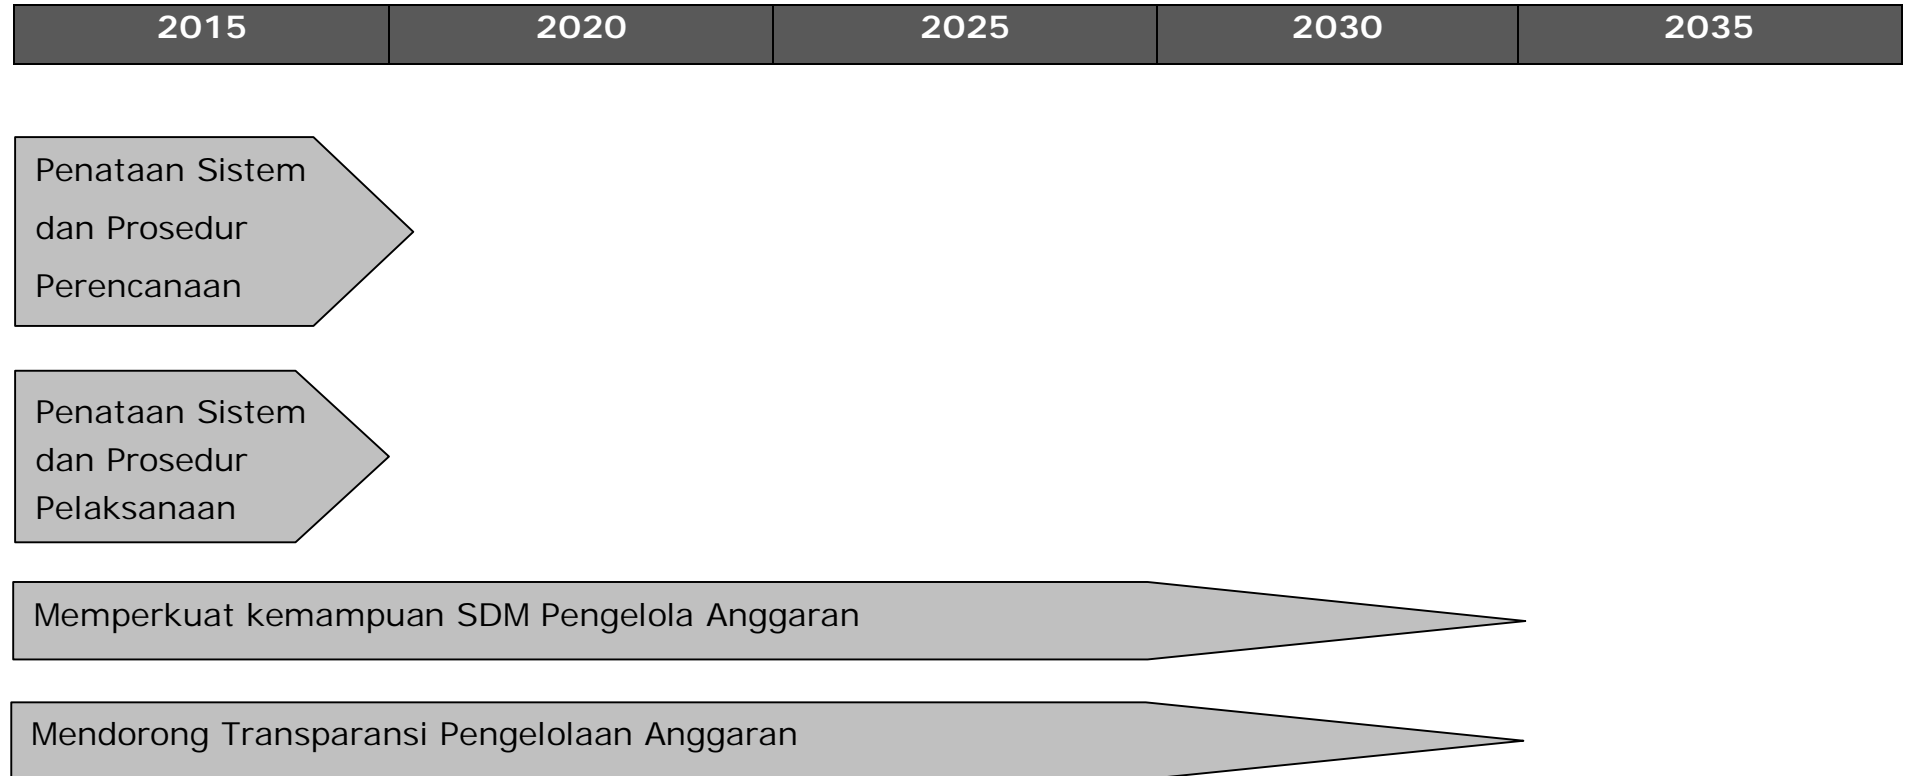 2015 2020 2025 2030 2035
Penataan Sistem
dan Prosedur
Perencanaan
Penataan Sistem
dan Prosedur
Pelaksanaan
Memperkuat kemampuan SDM Pengelola Anggaran
Mendorong Transparansi Pengelolaan Anggaran